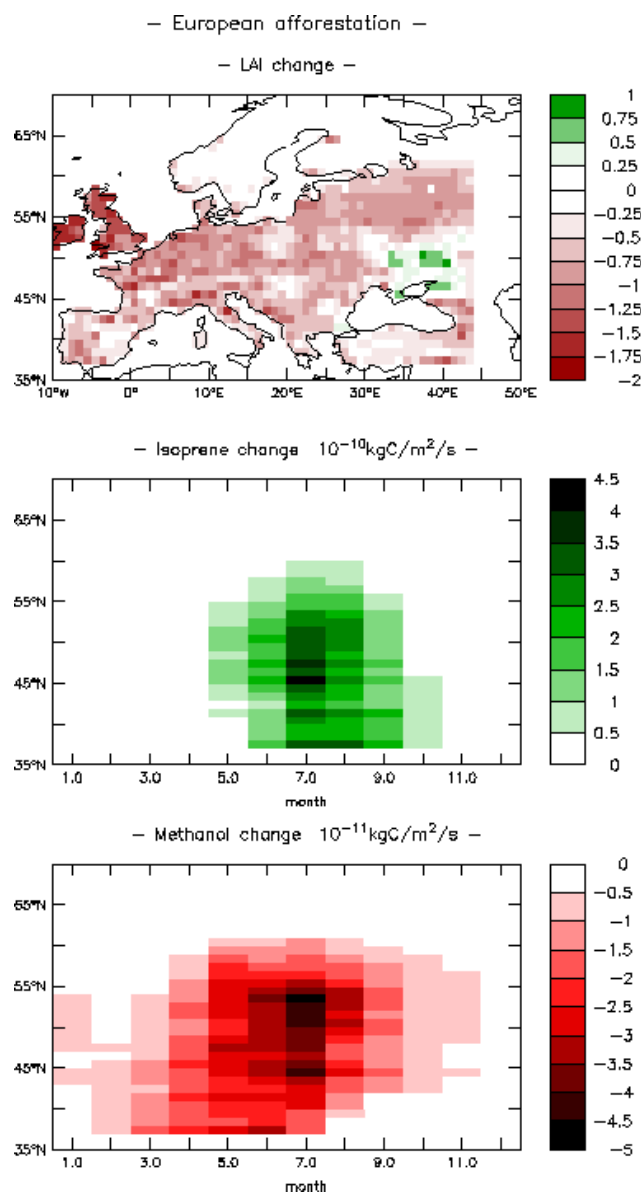 — European afforestation —
— LAI change —
65°N
55°N
45°N
35°N
10°W 0° 10°E 20°E 30°E 40°E 50°E
1
0.75
0.5
0.25
0
−0.25
−0.5
−0.75
−1
−1.25
−1.5
−1.75
−2
— Isoprene change 10⁻¹⁰kgC/m²/s —
65°N
55°N
45°N
35°N
1.0 3.0 5.0 7.0 9.0 11.0
month
4.5
4
3.5
3
2.5
2
1.5
1
0.5
0
— Methanol change 10⁻¹¹kgC/m²/s —
65°N
55°N
45°N
35°N
1.0 3.0 5.0 7.0 9.0 11.0
month
0
−0.5
−1
−1.5
−2
−2.5
−3
−3.5
−4
−4.5
−5